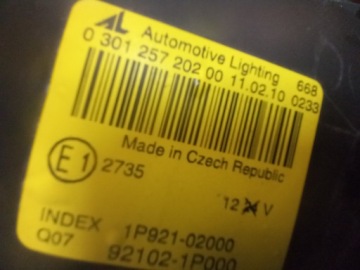 AL Automotive Lighting 668
0 301 257 202 00 11.02.10 0233
Made in Czech Republic
E1 2735
12 V
INDEX 1P921-02000
Q07 92102-1P000